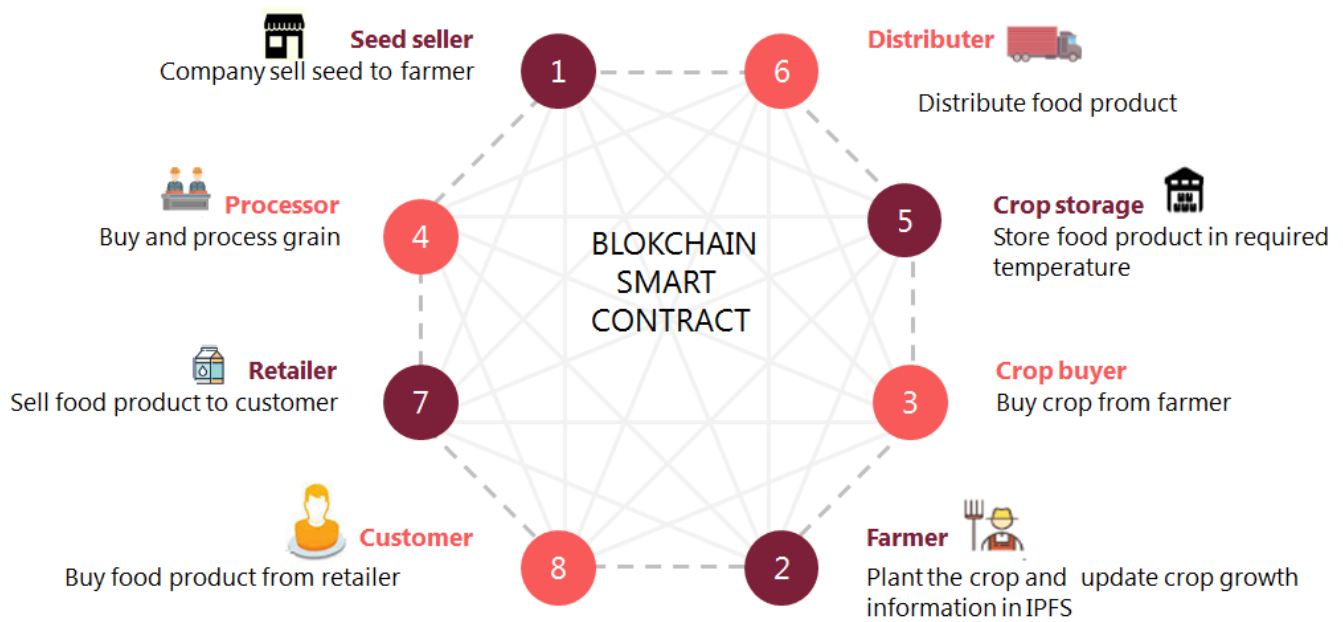 Seed seller
Company sell seed to farmer
1
6
Distributer
Distribute food product
Processor
Buy and process grain
4
5
Crop storage
Store food product in required
temperature
BLOKCHAIN
SMART
CONTRACT
Retailer
Sell food product to customer
7
3
Crop buyer
Buy crop from farmer
Customer
Buy food product from retailer
8
2
Farmer
Plant the crop and update crop growth
information in IPFS